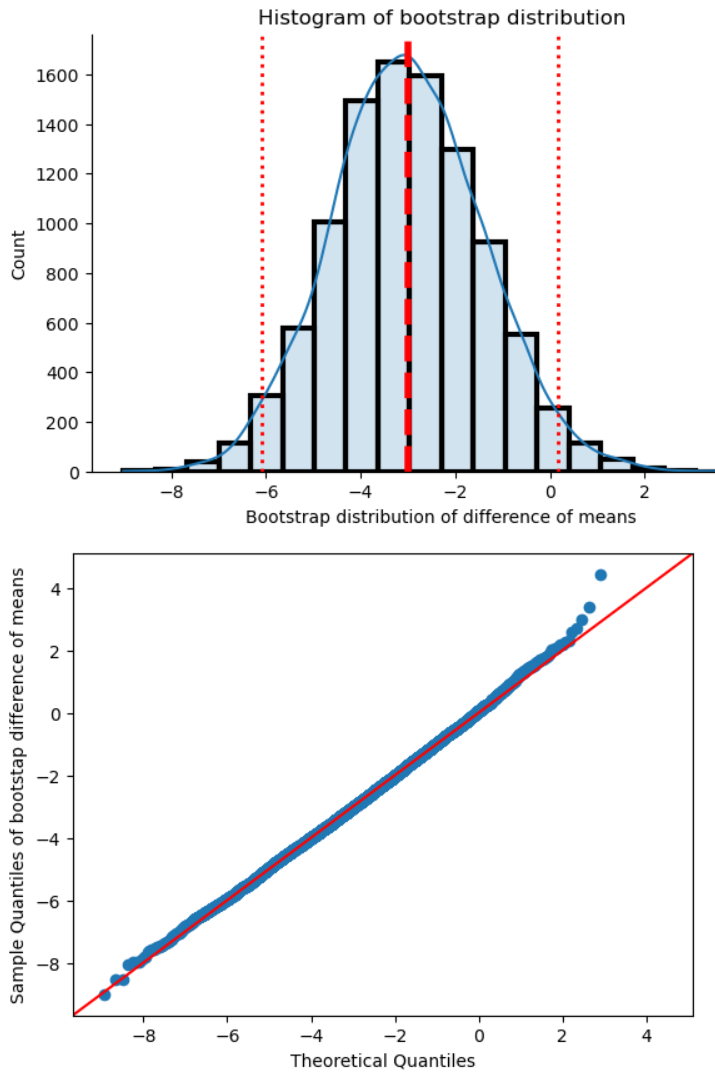 Histogram of bootstrap distribution
1600
1400
1200
1000
800
600
400
200
0
Count
−8 −6 −4 −2 0 2
Bootstrap distribution of difference of means
4
2
0
−2
−4
−6
−8
Sample Quantiles of bootstap difference of means
−8 −6 −4 −2 0 2 4
Theoretical Quantiles